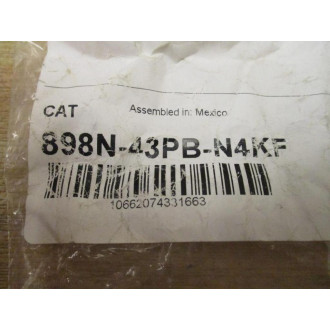 CAT
Assembled in: Mexico
898N-43PB-N4KF
10662074331663